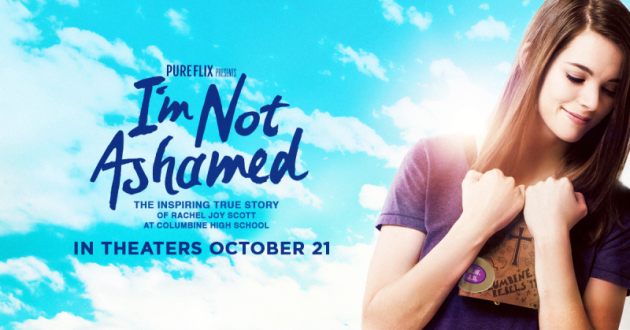 PUREFLIX PRESENTS
I'm Not
Ashamed
THE INSPIRING TRUE STORY
OF RACHEL JOY SCOTT
AT COLUMBINE HIGH SCHOOL
IN THEATERS OCTOBER 21
REBELS